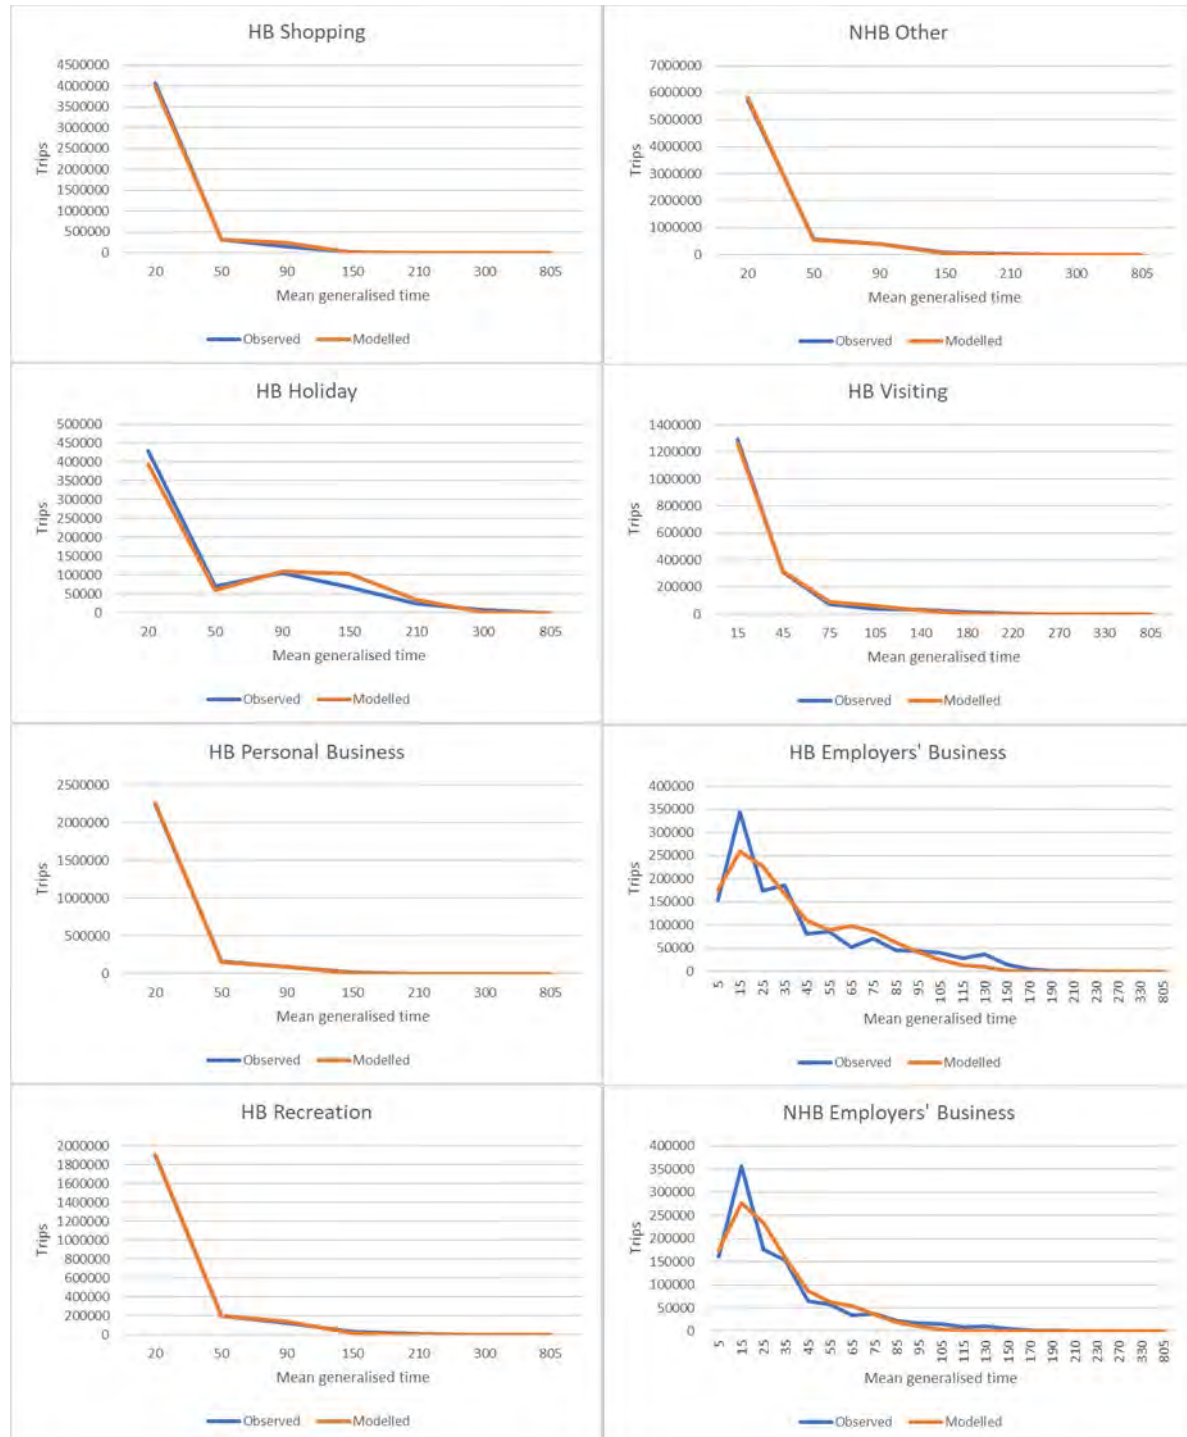 HB Shopping
4500000
4000000
3500000
3000000
2500000
2000000
1500000
1000000
500000
0
Trips
20 50 90 150 210 300 805
Mean generalised time
Observed Modelled
NHB Other
7000000
6000000
5000000
4000000
3000000
2000000
1000000
0
Trips
20 50 90 150 210 300 805
Mean generalised time
Observed Modelled
HB Holiday
500000
450000
400000
350000
300000
250000
200000
150000
100000
50000
0
Trips
20 50 90 150 210 300 805
Mean generalised time
Observed Modelled
HB Visiting
1400000
1200000
1000000
800000
600000
400000
200000
0
Trips
15 45 75 105 140 180 220 270 330 805
Mean generalised time
Observed Modelled
HB Personal Business
2500000
2000000
1500000
1000000
500000
0
Trips
20 50 90 150 210 300 805
Mean generalised time
Observed Modelled
HB Employers' Business
400000
350000
300000
250000
200000
150000
100000
50000
0
Trips
5 15 25 35 45 55 65 75 85 95 105 115 130 150 170 190 210 230 270 330 805
Mean generalised time
Observed Modelled
HB Recreation
2000000
1800000
1600000
1400000
1200000
1000000
800000
600000
400000
200000
0
Trips
20 50 90 150 210 300 805
Mean generalised time
Observed Modelled
NHB Employers' Business
400000
350000
300000
250000
200000
150000
100000
50000
0
Trips
5 15 25 35 45 55 65 75 85 95 105 115 130 150 170 190 210 230 270 330 805
Mean generalised time
Observed Modelled